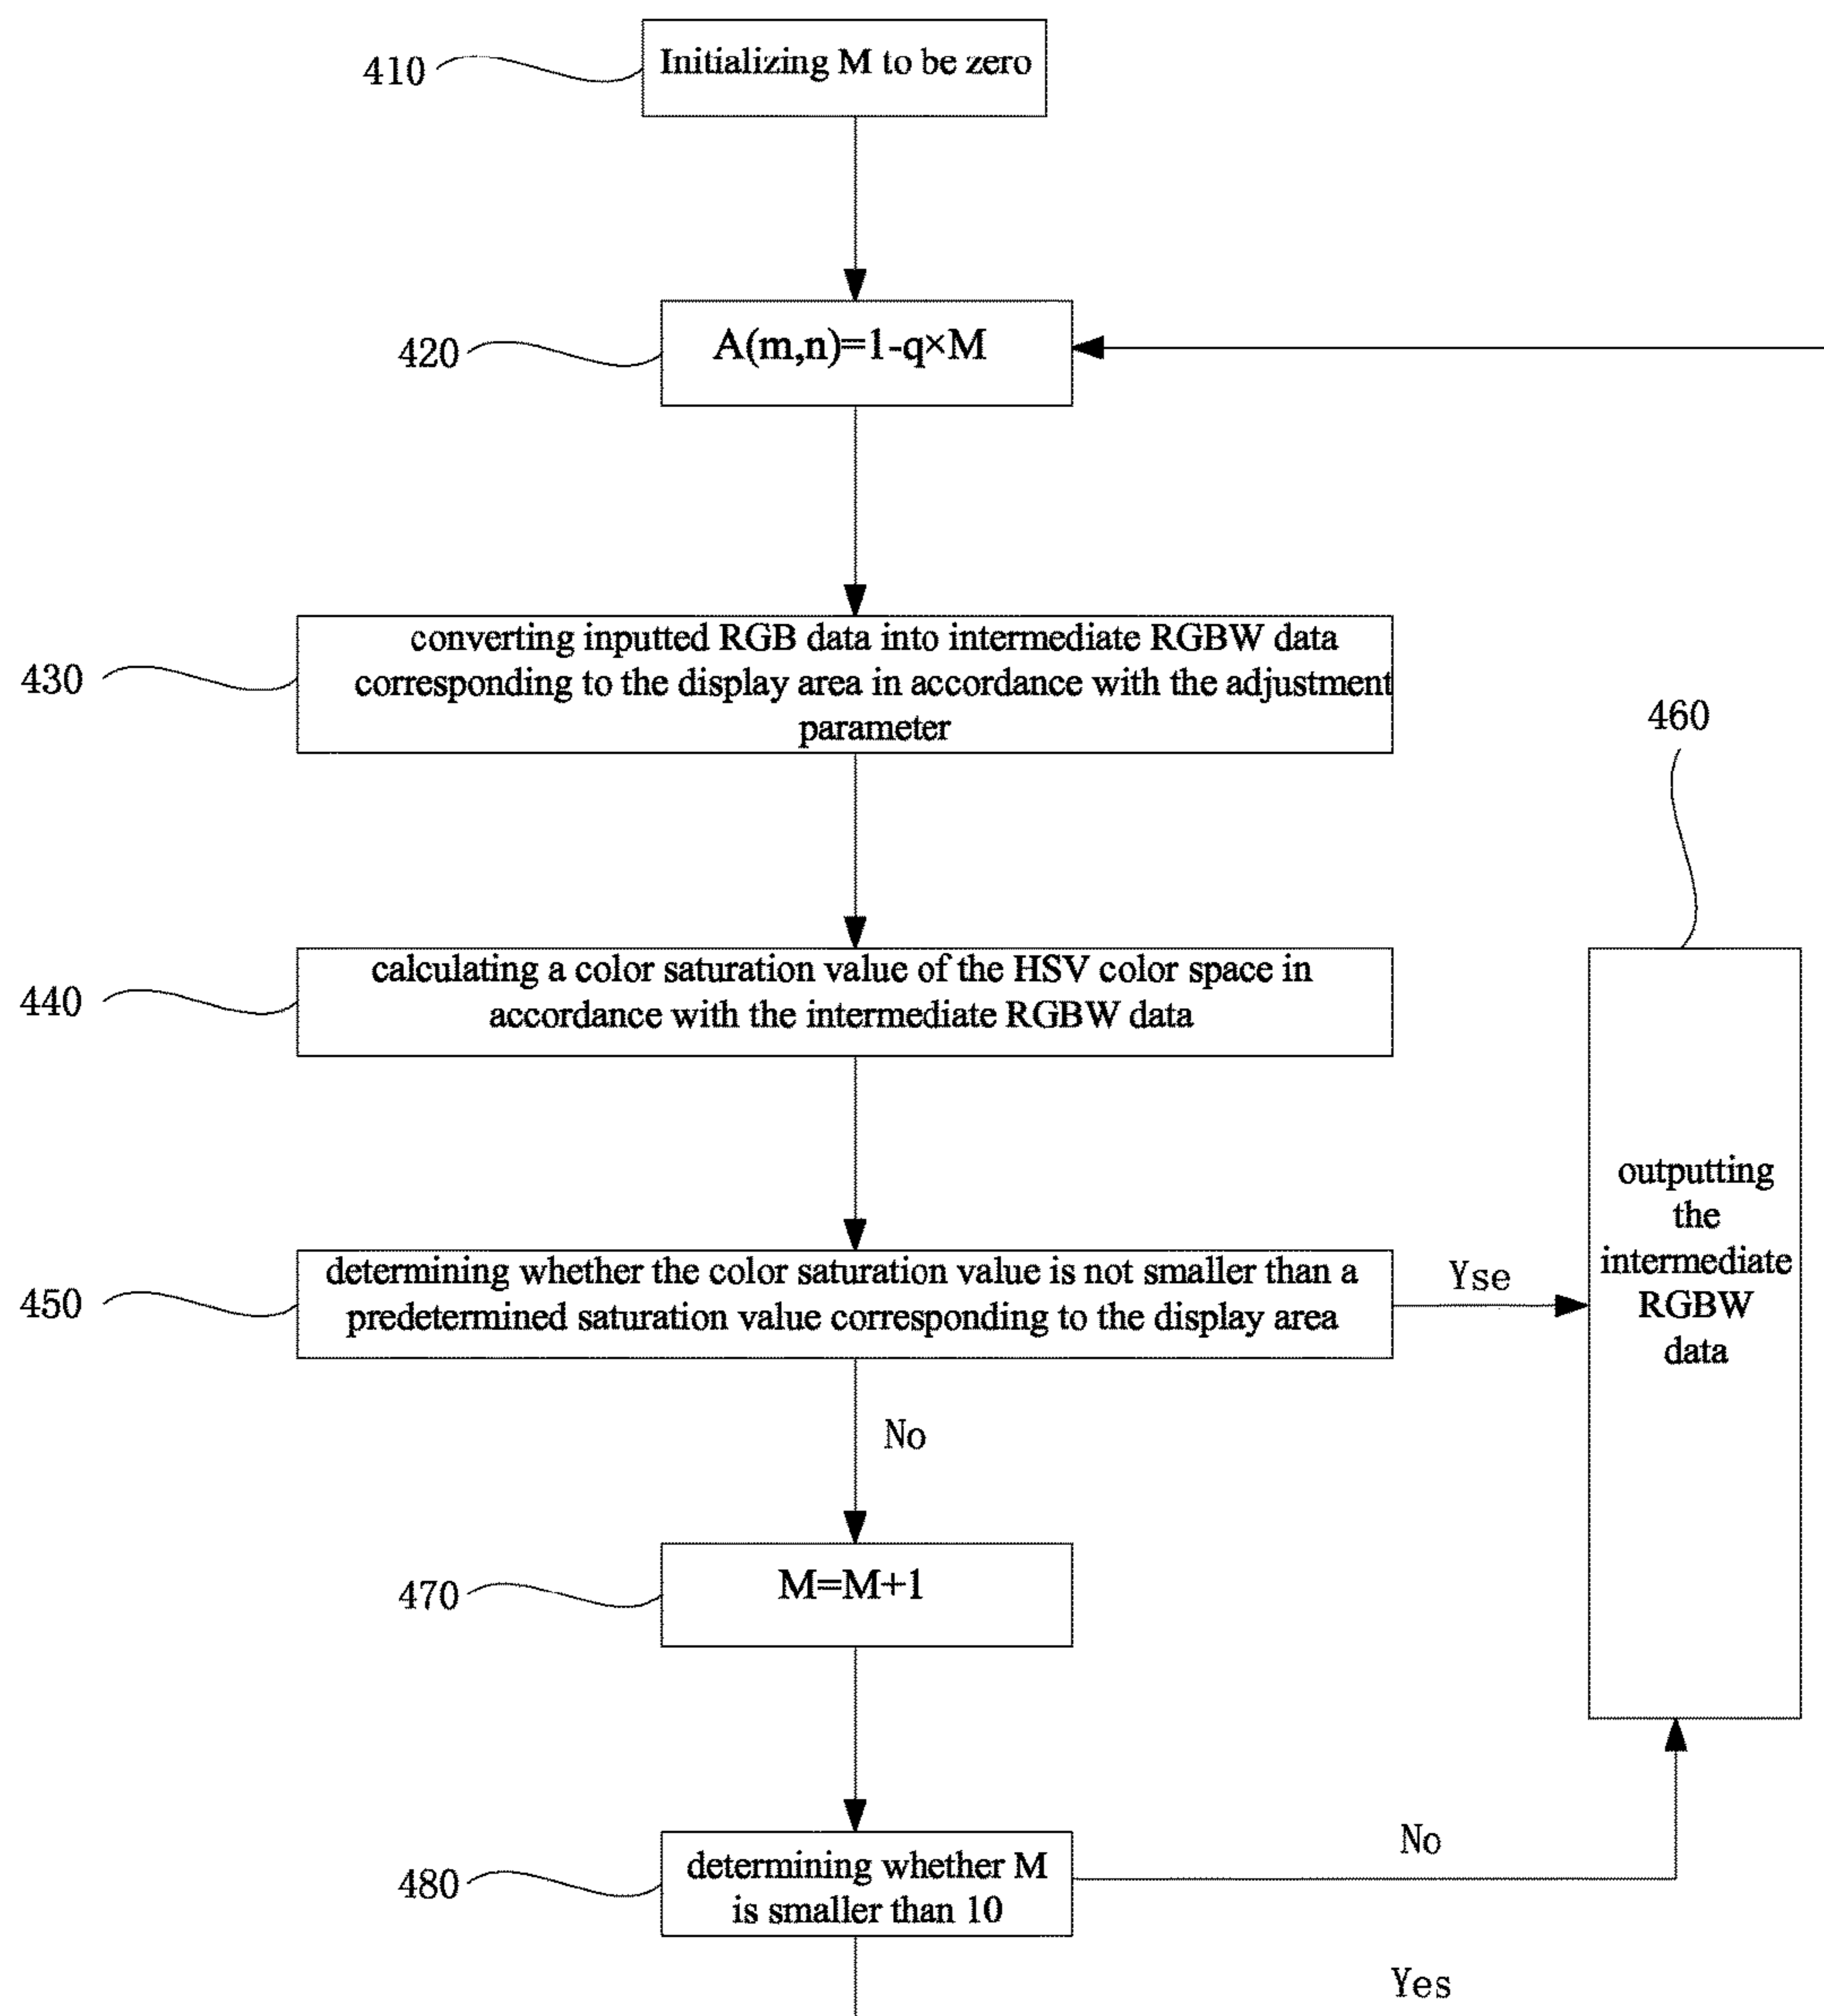 410
Initializing M to be zero
420
A(m,n)=1-q×M
430
converting inputted RGB data into intermediate RGBW data
corresponding to the display area in accordance with the adjustment
parameter
460
440
calculating a color saturation value of the HSV color space in
accordance with the intermediate RGBW data
outputting
the
intermediate
RGBW
data
450
determining whether the color saturation value is not smaller than a
predetermined saturation value corresponding to the display area
Yse
No
470
M=M+1
480
determining whether M
is smaller than 10
No
Yes